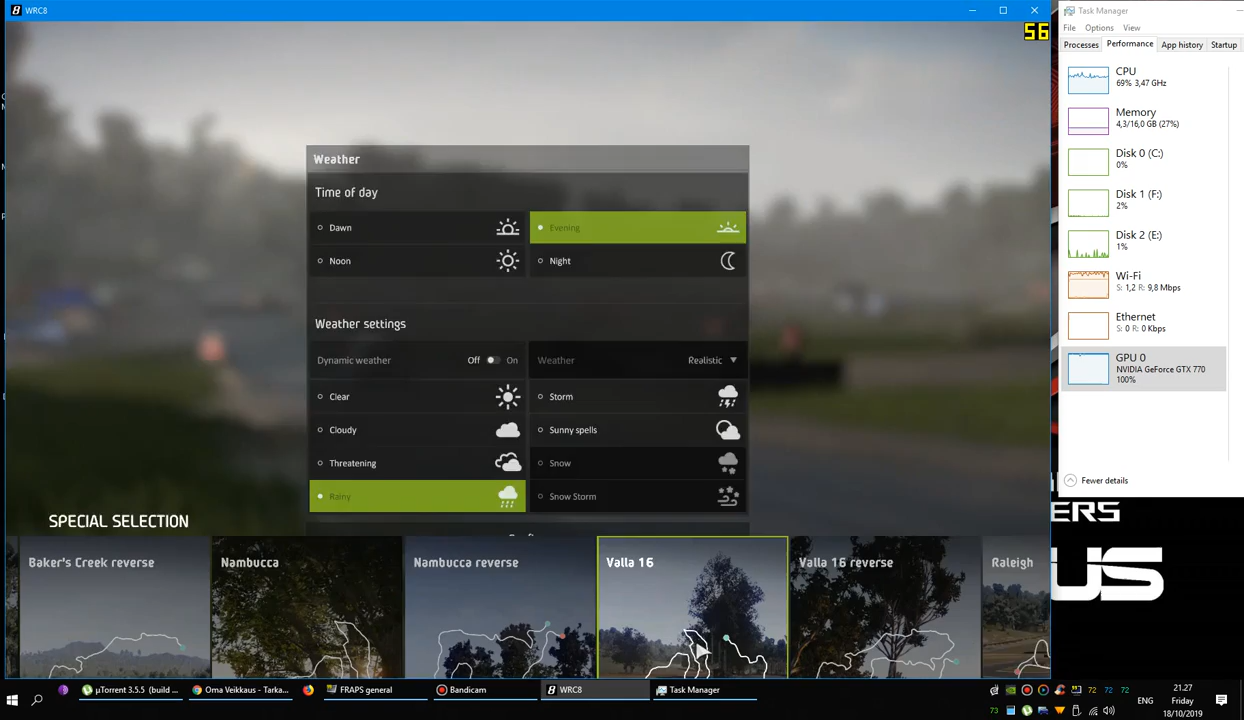 WRC8
56
Weather
Time of day
Dawn
Evening
Noon
Night
Weather settings
Dynamic weather
Off
On
Weather
Realistic
Clear
Storm
Cloudy
Sunny spells
Threatening
Snow
Rainy
Snow Storm
SPECIAL SELECTION
Baker's Creek reverse
Nambucca
Nambucca reverse
Valla 16
Valla 16 reverse
Raleigh
Task Manager
File Options View
Processes Performance App history Startup
CPU
69% 3,47 GHz
Memory
4,3/16,0 GB (27%)
Disk 0 (C:)
0%
Disk 1 (F:)
2%
Disk 2 (E:)
1%
Wi-Fi
S: 1,2 R: 9,8 Mbps
Ethernet
S: 0 R: 0 Kbps
GPU 0
NVIDIA GeForce GTX 770
100%
Fewer details
ERS
US
µTorrent 3.5.5 (build ...
Oma Veikkaus - Tarka...
FRAPS general
Bandicam
WRC8
Task Manager
72 72 72
73
ENG
21.27
Friday
18/10/2019